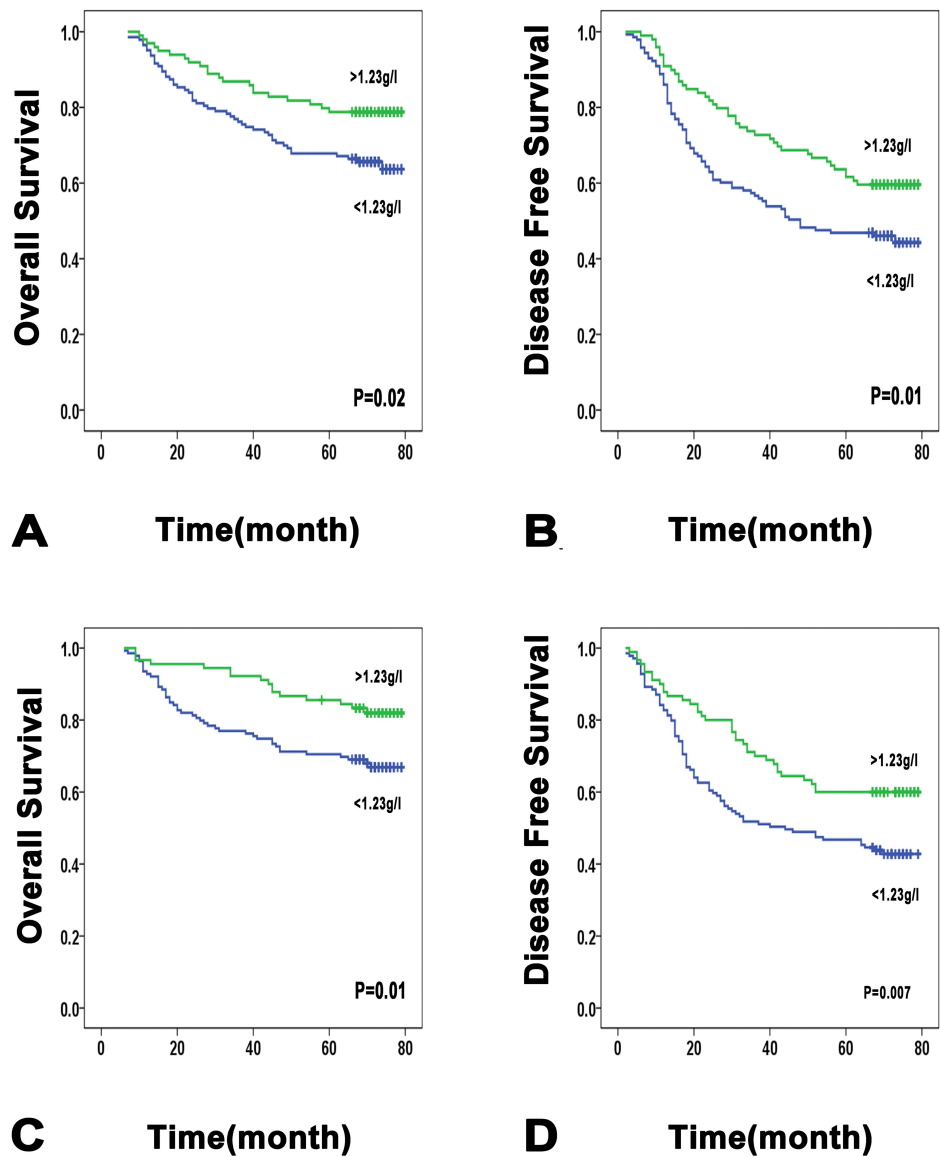 Overall Survival
1.0
0.8
0.6
0.4
0.2
0.0
>1.23g/l
<1.23g/l
P=0.02
0 20 40 60 80
A
Time(month)
Disease Free Survival
1.0
0.8
0.6
0.4
0.2
0.0
>1.23g/l
<1.23g/l
P=0.01
0 20 40 60 80
B
Time(month)
Overall Survival
1.0
0.8
0.6
0.4
0.2
0.0
>1.23g/l
<1.23g/l
P=0.01
0 20 40 60 80
C
Time(month)
Disease Free Survival
1.0
0.8
0.6
0.4
0.2
0.0
>1.23g/l
<1.23g/l
P=0.007
0 20 40 60 80
D
Time(month)